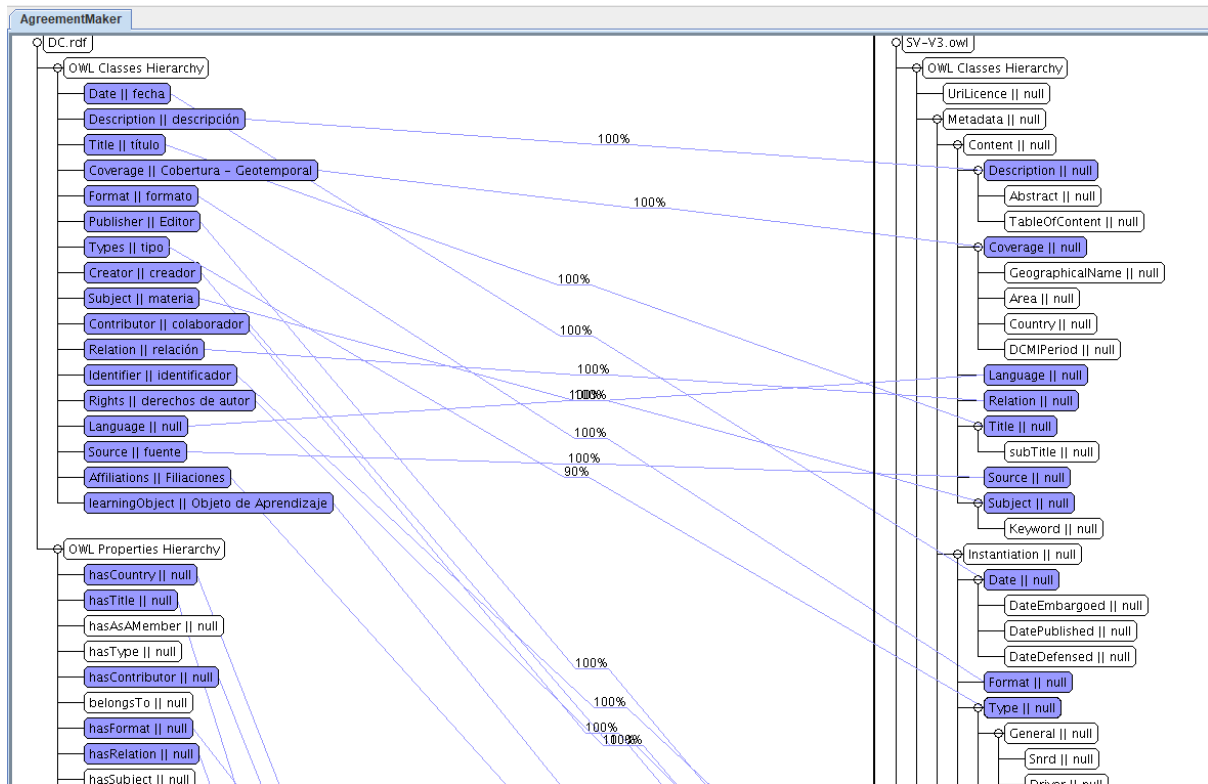 AgreementMaker
DC.rdf
OWL Classes Hierarchy
Date || fecha
Description || descripción
Title || título
Coverage || Cobertura - Geotemporal
Format || formato
Publisher || Editor
Types || tipo
Creator || creador
Subject || materia
Contributor || colaborador
Relation || relación
Identifier || identificador
Rights || derechos de autor
Language || null
Source || fuente
Affiliations || Filiaciones
learningObject || Objeto de Aprendizaje
OWL Properties Hierarchy
hasCountry || null
hasTitle || null
hasAsAMember || null
hasType || null
hasContributor || null
belongsTo || null
hasFormat || null
hasRelation || null
hasSubject || null
100%
100%
100%
100%
100%
100%
100%
100%
90%
100%
100%
100%
100%
SV-V3.owl
OWL Classes Hierarchy
UriLicence || null
Metadata || null
Content || null
Description || null
Abstract || null
TableOfContent || null
Coverage || null
GeographicalName || null
Area || null
Country || null
DCMIPeriod || null
Language || null
Relation || null
Title || null
subTitle || null
Source || null
Subject || null
Keyword || null
Instantiation || null
Date || null
DateEmbargoed || null
DatePublished || null
DateDefensed || null
Format || null
Type || null
General || null
Snrd || null
Driver || null